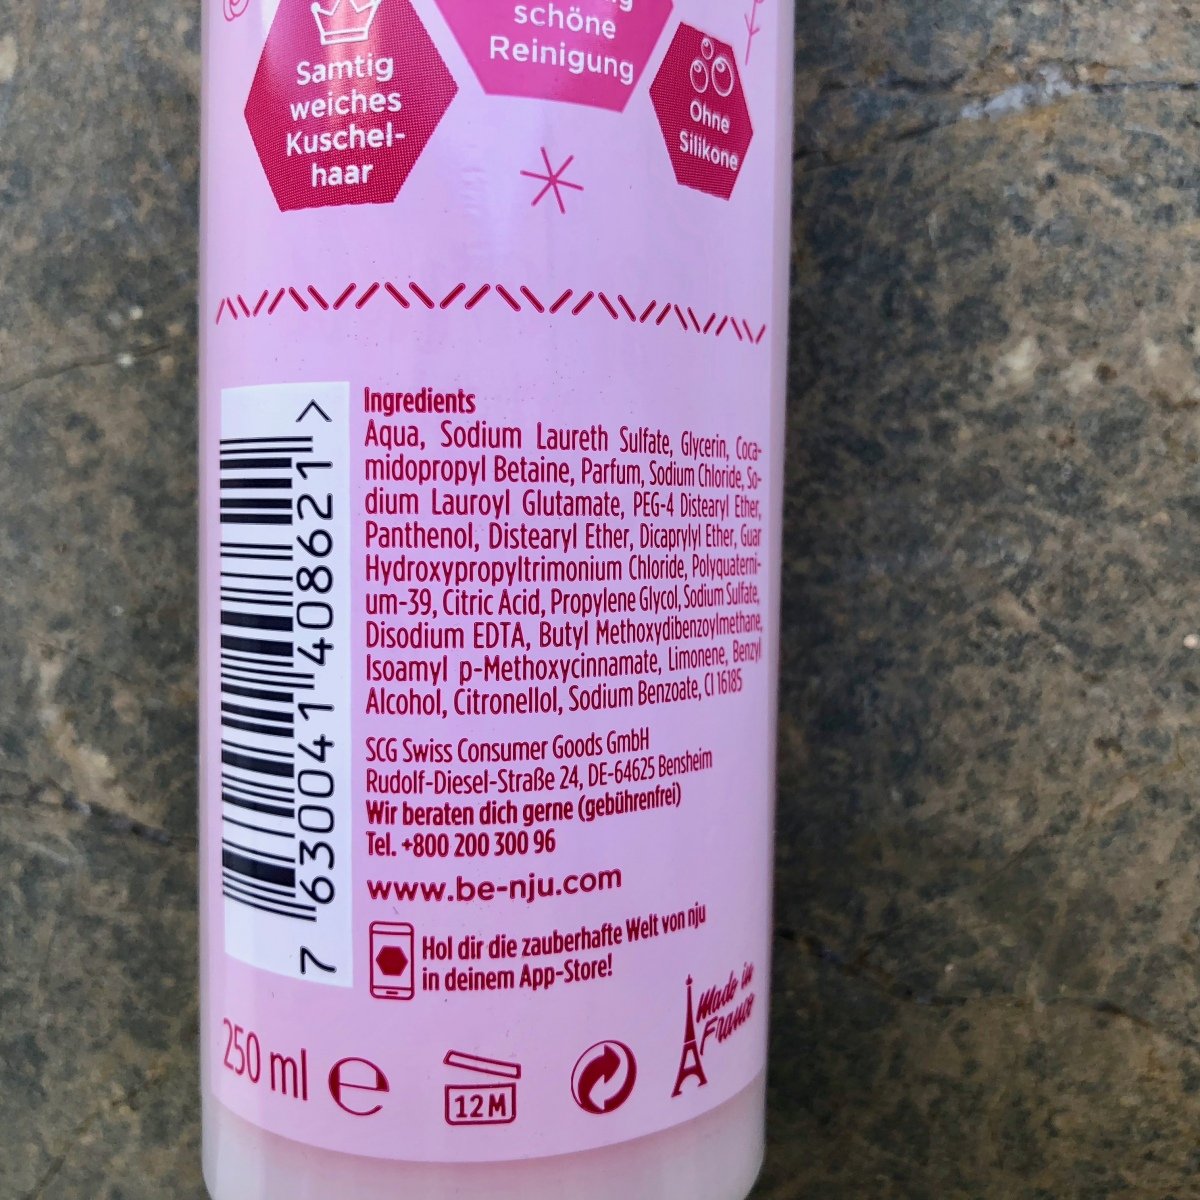 Samtig
weiches
Kuschel-
haar
schöne
Reinigung
Ohne
Silikone
Ingredients
Aqua, Sodium Laureth Sulfate, Glycerin, Coca-
midopropyl Betaine, Parfum, Sodium Chloride, So-
dium Lauroyl Glutamate, PEG-4 Distearyl Ether,
Panthenol, Distearyl Ether, Dicaprylyl Ether, Guar
Hydroxypropyltrimonium Chloride, Polyquaterni-
um-39, Citric Acid, Propylene Glycol, Sodium Sulfate,
Disodium EDTA, Butyl Methoxydibenzoylmethane,
Isoamyl p-Methoxycinnamate, Limonene, Benzyl
Alcohol, Citronellol, Sodium Benzoate, CI 16185
SCG Swiss Consumer Goods GmbH
Rudolf-Diesel-Straße 24, DE-64625 Bensheim
Wir beraten dich gerne (gebührenfrei)
Tel. +800 200 300 96
www.be-nju.com
Hol dir die zauberhafte Welt von nju
in deinem App-Store!
7 630041 408621 >
250 ml e
12M
Made in
France